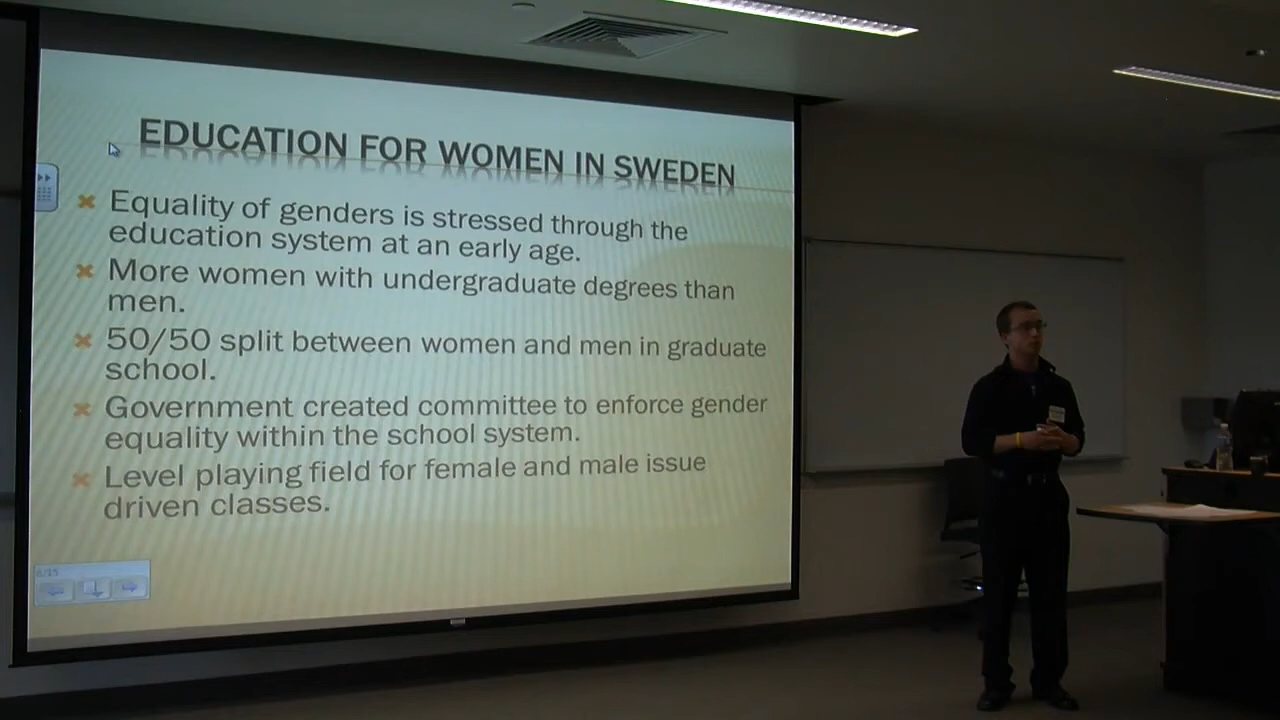 EDUCATION FOR WOMEN IN SWEDEN
Equality of genders is stressed through the
education system at an early age.
More women with undergraduate degrees than
men.
50/50 split between women and men in graduate
school.
Government created committee to enforce gender
equality within the school system.
Level playing field for female and male issue
driven classes.
6/15